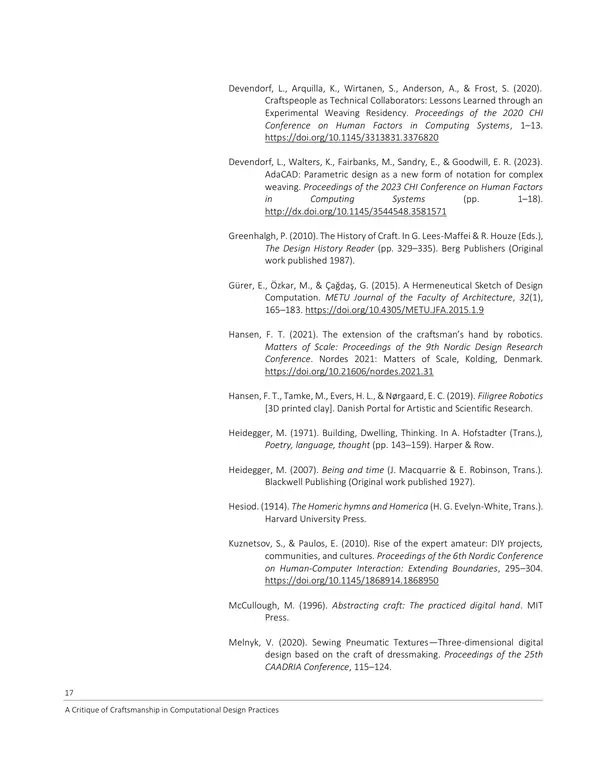 Devendorf, L., Arquilla, K., Wirtanen, S., Anderson, A., & Frost, S. (2020).
Craftspeople as Technical Collaborators: Lessons Learned through an
Experimental Weaving Residency. Proceedings of the 2020 CHI
Conference on Human Factors in Computing Systems, 1–13.
https://doi.org/10.1145/3313831.3376820
Devendorf, L., Walters, K., Fairbanks, M., Sandry, E., & Goodwill, E. R. (2023).
AdaCAD: Parametric design as a new form of notation for complex
weaving. Proceedings of the 2023 CHI Conference on Human Factors
in Computing Systems (pp. 1–18).
http://dx.doi.org/10.1145/3544548.3581571
Greenhalgh, P. (2010). The History of Craft. In G. Lees-Maffei & R. Houze (Eds.),
The Design History Reader (pp. 329–335). Berg Publishers (Original
work published 1987).
Gürer, E., Özkar, M., & Çağdaş, G. (2015). A Hermeneutical Sketch of Design
Computation. METU Journal of the Faculty of Architecture, 32(1),
165–183. https://doi.org/10.4305/METU.JFA.2015.1.9
Hansen, F. T. (2021). The extension of the craftsman's hand by robotics.
Matters of Scale: Proceedings of the 9th Nordic Design Research
Conference. Nordes 2021: Matters of Scale, Kolding, Denmark.
https://doi.org/10.21606/nordes.2021.31
Hansen, F. T., Tamke, M., Evers, H. L., & Nørgaard, E. C. (2019). Filigree Robotics
[3D printed clay]. Danish Portal for Artistic and Scientific Research.
Heidegger, M. (1971). Building, Dwelling, Thinking. In A. Hofstadter (Trans.),
Poetry, language, thought (pp. 143–159). Harper & Row.
Heidegger, M. (2007). Being and time (J. Macquarrie & E. Robinson, Trans.).
Blackwell Publishing (Original work published 1927).
Hesiod. (1914). The Homeric hymns and Homerica (H. G. Evelyn-White, Trans.).
Harvard University Press.
Kuznetsov, S., & Paulos, E. (2010). Rise of the expert amateur: DIY projects,
communities, and cultures. Proceedings of the 6th Nordic Conference
on Human-Computer Interaction: Extending Boundaries, 295–304.
https://doi.org/10.1145/1868914.1868950
McCullough, M. (1996). Abstracting craft: The practiced digital hand. MIT
Press.
Melnyk, V. (2020). Sewing Pneumatic Textures—Three-dimensional digital
design based on the craft of dressmaking. Proceedings of the 25th
CAADRIA Conference, 115–124.
17
A Critique of Craftsmanship in Computational Design Practices